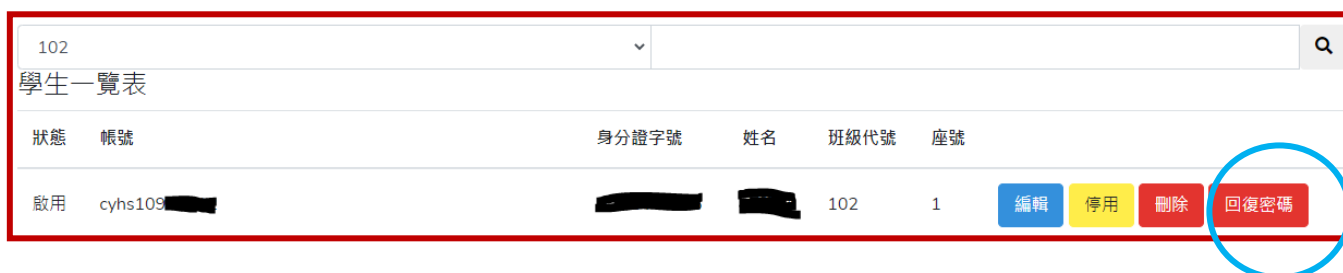 102
學生一覽表
狀態 帳號 身分證字號 姓名 班級代號 座號
啟用 cyhs109 102 1 編輯 停用 刪除 回復密碼